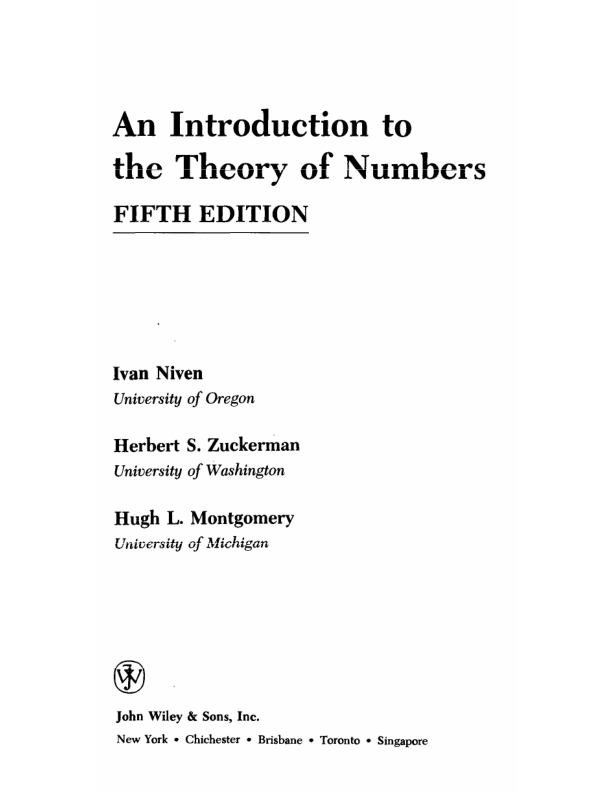 An Introduction to
the Theory of Numbers
FIFTH EDITION
Ivan Niven
University of Oregon
Herbert S. Zuckerman
University of Washington
Hugh L. Montgomery
University of Michigan
John Wiley & Sons, Inc.
New York • Chichester • Brisbane • Toronto • Singapore